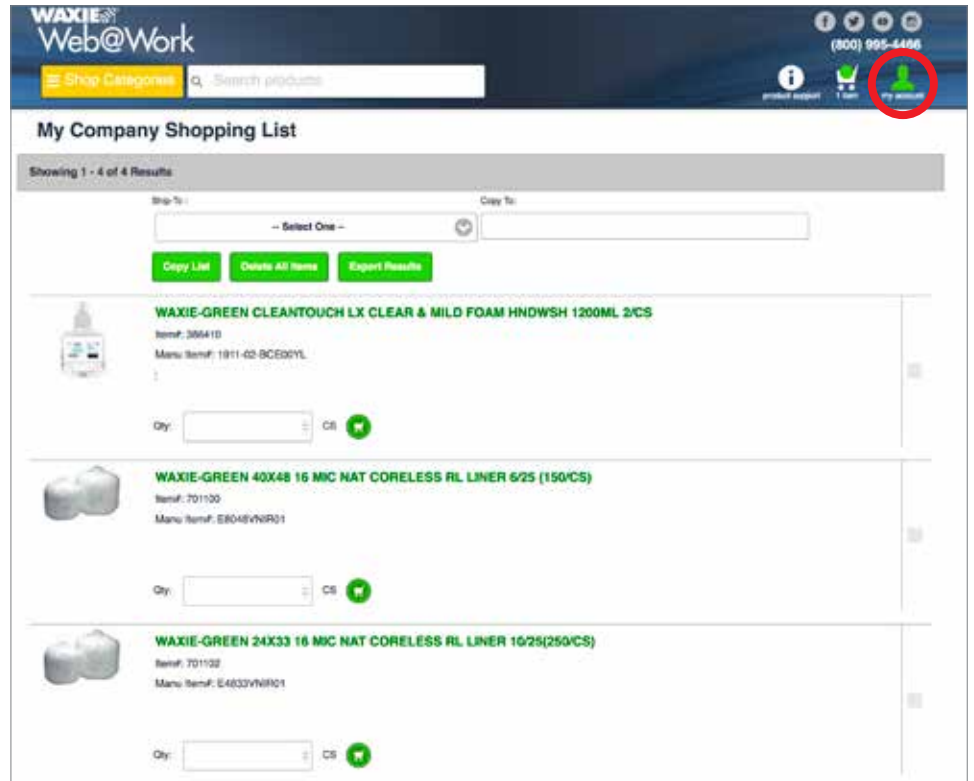 WAXIE
Web@Work
(800) 995-4466
Shop Categories
Search products
product support
1 item
my account
My Company Shopping List
Showing 1 - 4 of 4 Results
Ship-To :
Copy To:
-- Select One --
Copy List
Delete All Items
Export Results
WAXIE-GREEN CLEANTOUCH LX CLEAR & MILD FOAM HNDWSH 1200ML 2/CS
Item#: 386410
Manu Item#: 1911-02-BCE00YL
:
Qty:
CS
WAXIE-GREEN 40X48 16 MIC NAT CORELESS RL LINER 6/25 (150/CS)
Item#: 701100
Manu Item#: E8048VNIR01
Qty:
CS
WAXIE-GREEN 24X33 16 MIC NAT CORELESS RL LINER 10/25(250/CS)
Item#: 701102
Manu Item#: E4833VNIR01
Qty:
CS